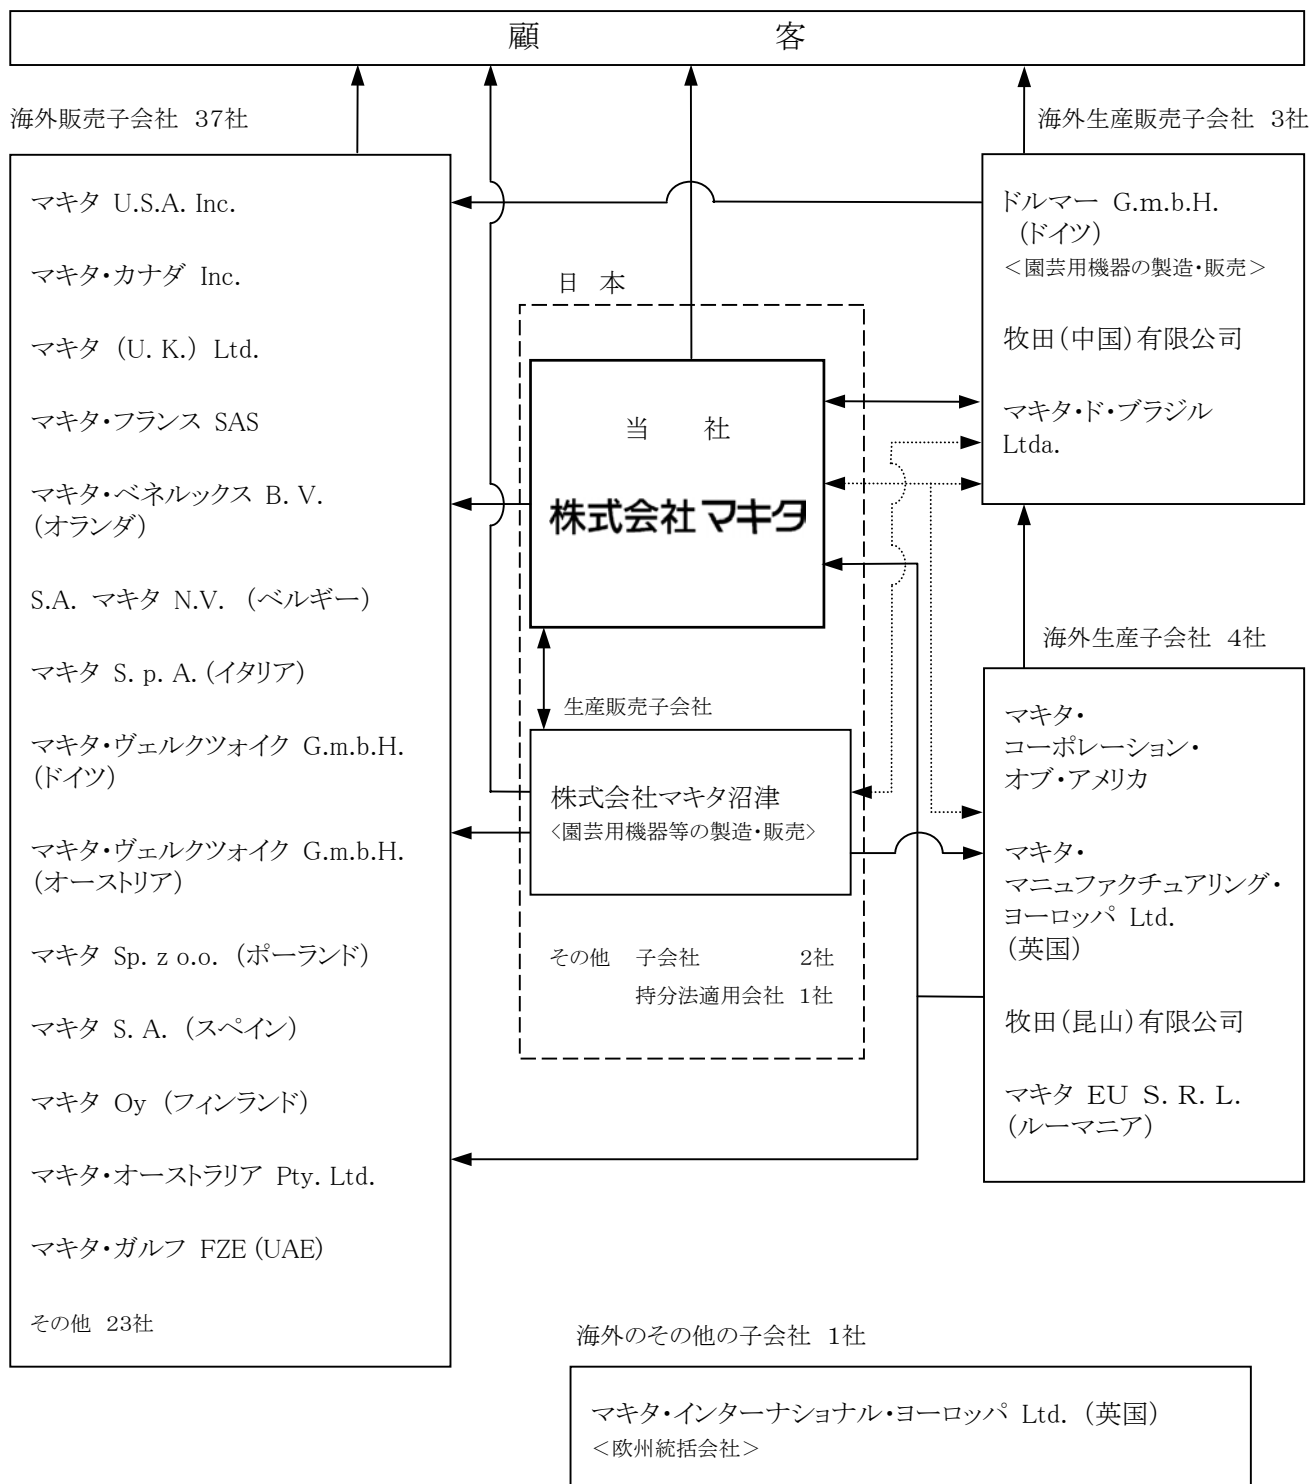 顧 客
海外販売子会社 37社
マキタ U.S.A. Inc.
マキタ・カナダ Inc.
マキタ (U. K.) Ltd.
マキタ・フランス SAS
マキタ・ベネルックス B. V.
(オランダ)
S.A. マキタ N.V. (ベルギー)
マキタ S. p. A. (イタリア)
マキタ・ヴェルクツォイク G.m.b.H.
(ドイツ)
マキタ・ヴェルクツォイク G.m.b.H.
(オーストリア)
マキタ Sp. z o.o. (ポーランド)
マキタ S. A. (スペイン)
マキタ Oy (フィンランド)
マキタ・オーストラリア Pty. Ltd.
マキタ・ガルフ FZE (UAE)
その他 23社
日 本
当 社
株式会社マキタ
生産販売子会社
株式会社マキタ沼津
<園芸用機器等の製造・販売>
その他 子会社 2社
持分法適用会社 1社
海外生産販売子会社 3社
ドルマー G.m.b.H.
(ドイツ)
<園芸用機器の製造・販売>
牧田(中国)有限公司
マキタ・ド・ブラジル
Ltda.
海外生産子会社 4社
マキタ・
コーポレーション・
オブ・アメリカ
マキタ・
マニュファクチュアリング・
ヨーロッパ Ltd.
(英国)
牧田(昆山)有限公司
マキタ EU S. R. L.
(ルーマニア)
海外のその他の子会社 1社
マキタ・インターナショナル・ヨーロッパ Ltd. (英国)
<欧州統括会社>